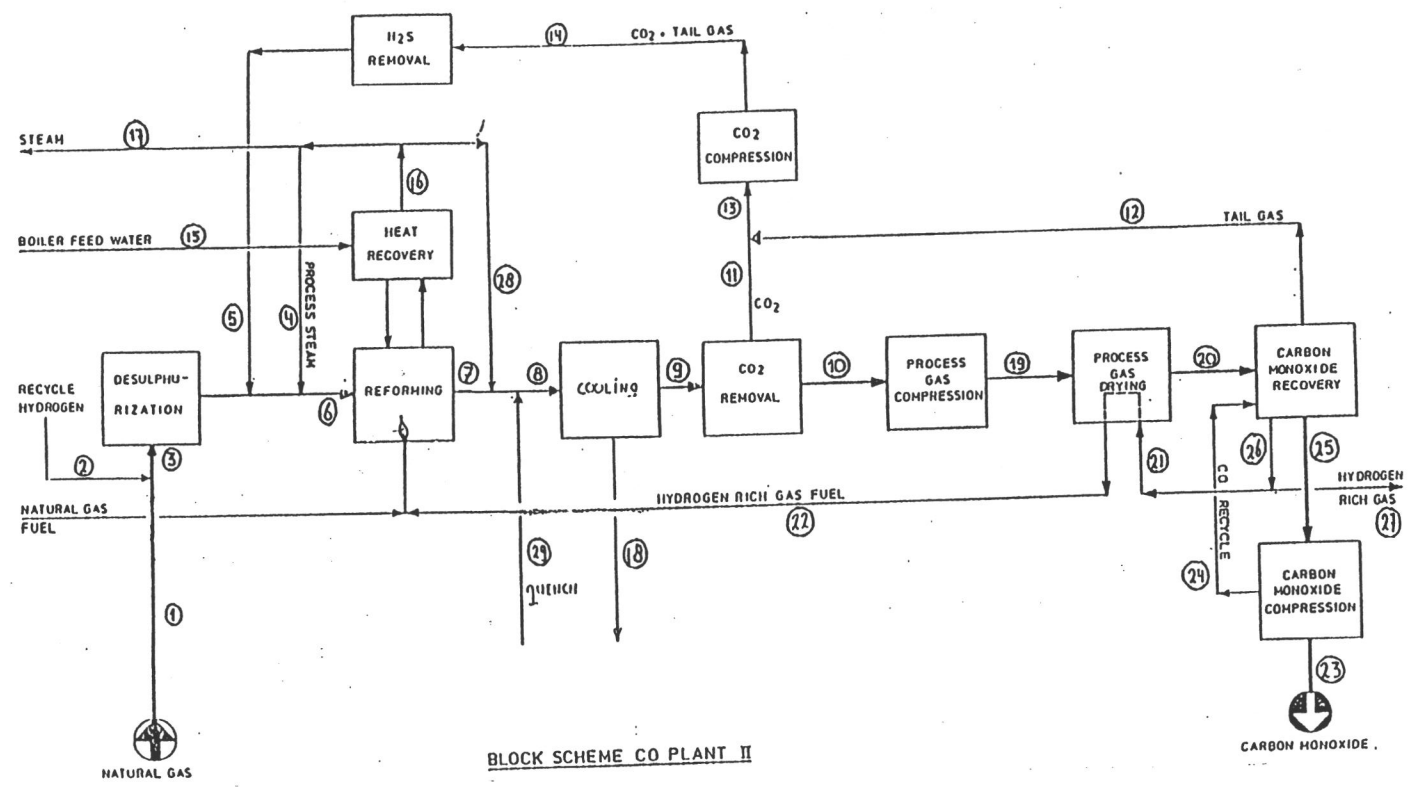 H2S
REMOVAL
14
CO2 + TAIL GAS
CO2
COMPRESSION
STEAM
17
16
13
12
TAIL GAS
BOILER FEED WATER
15
HEAT
RECOVERY
PROCESS STEAM
28
11
CO2
5
4
DESULPHU-
RIZATION
6
REFORMING
7
8
COOLING
9
CO2
REMOVAL
10
PROCESS
GAS
COMPRESSION
19
PROCESS
GAS
DRYING
20
CARBON
MONOXIDE
RECOVERY
RECYCLE
HYDROGEN
2
3
21
26
25
CO RECYCLE
HYDROGEN
RICH GAS
27
NATURAL GAS
FUEL
HYDROGEN RICH GAS FUEL
22
29
QUENCH
18
24
CARBON
MONOXIDE
COMPRESSION
1
23
NATURAL GAS
BLOCK SCHEME CO PLANT II
CARBON MONOXIDE.